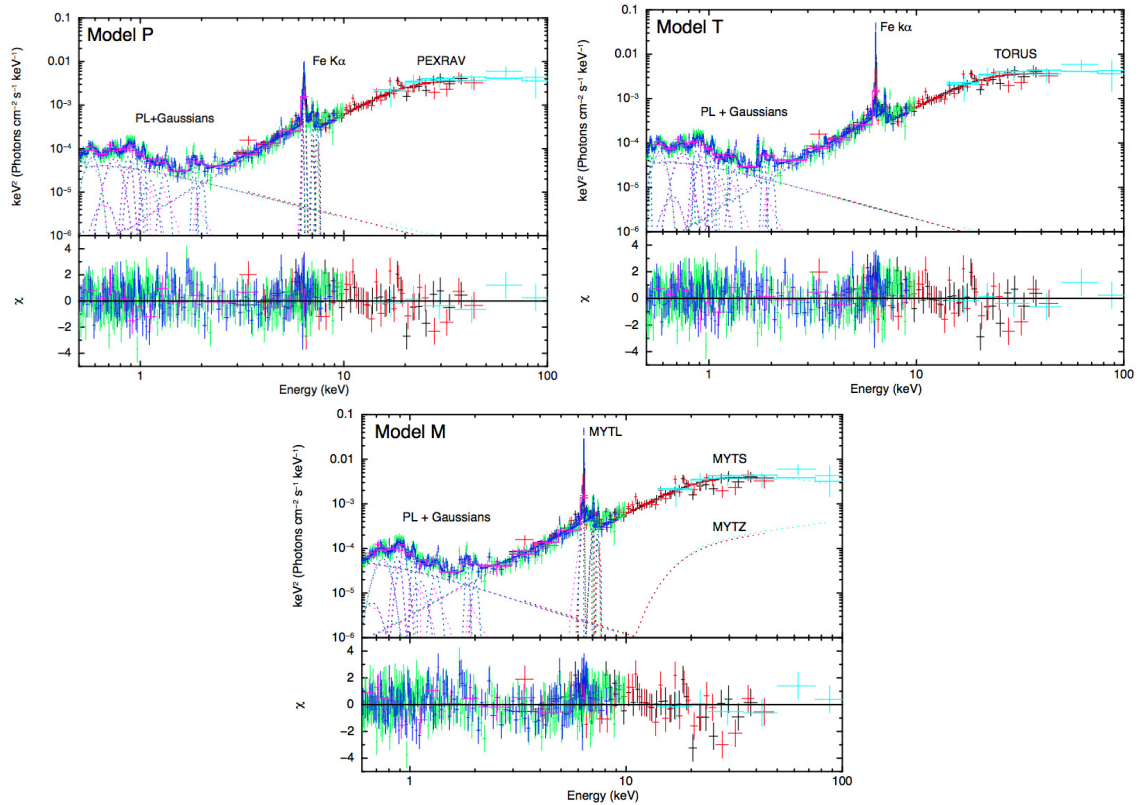 Model P
Fe Kα
PEXRAV
PL+Gaussians
keV² (Photons cm⁻² s⁻¹ keV⁻¹)
0.1
0.01
10⁻³
10⁻⁴
10⁻⁵
10⁻⁶
χ
4
2
0
−2
−4
1
10
100
Energy (keV)
Model T
Fe kα
TORUS
PL + Gaussians
keV² (Photons cm⁻² s⁻¹ keV⁻¹)
0.1
0.01
10⁻³
10⁻⁴
10⁻⁵
10⁻⁶
χ
4
2
0
−2
−4
1
10
100
Energy (keV)
Model M
MYTL
MYTS
MYTZ
PL + Gaussians
keV² (Photons cm⁻² s⁻¹ keV⁻¹)
0.1
0.01
10⁻³
10⁻⁴
10⁻⁵
10⁻⁶
χ
4
2
0
−2
−4
1
10
100
Energy (keV)